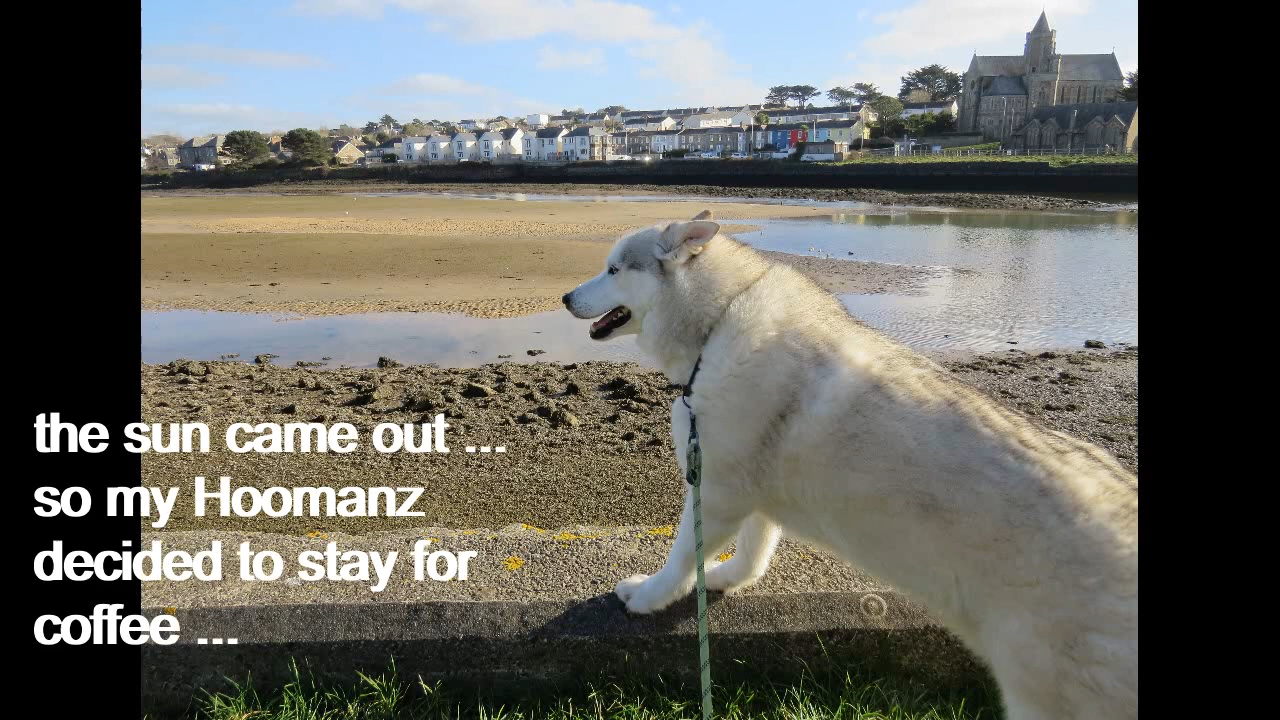 the sun came out ...
so my Hoomanz
decided to stay for
coffee ...